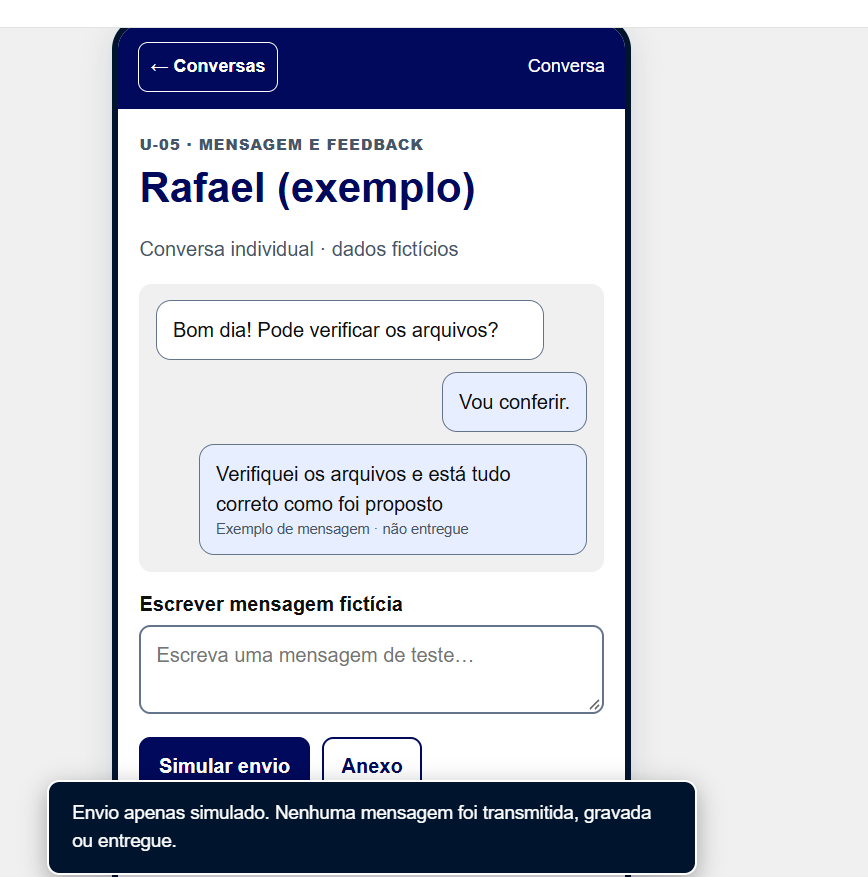 ← Conversas
Conversa
U-05 · MENSAGEM E FEEDBACK
Rafael (exemplo)
Conversa individual · dados fictícios
Bom dia! Pode verificar os arquivos?
Vou conferir.
Verifiquei os arquivos e está tudo
correto como foi proposto
Exemplo de mensagem · não entregue
Escrever mensagem fictícia
Escreva uma mensagem de teste…
Simular envio
Anexo
Envio apenas simulado. Nenhuma mensagem foi transmitida, gravada
ou entregue.